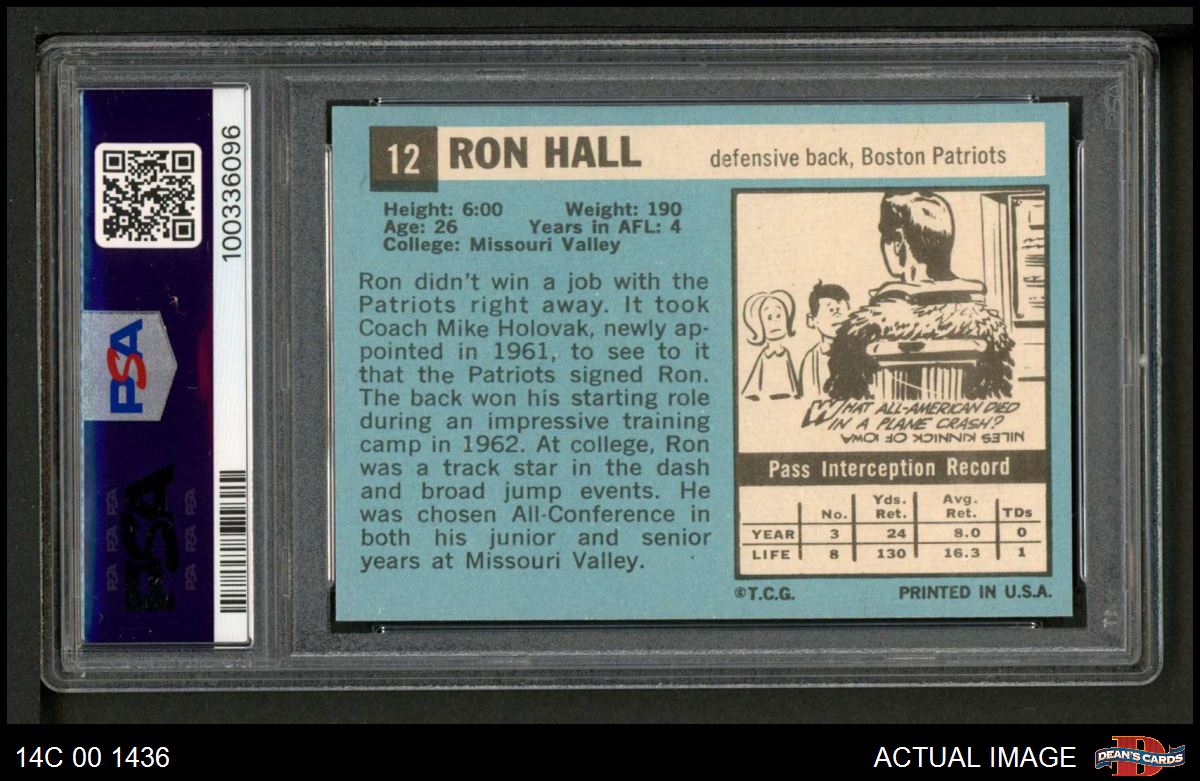 100336096
PSA
PSA
12 RON HALL defensive back, Boston Patriots
Height: 6:00 Weight: 190
Age: 26 Years in AFL: 4
College: Missouri Valley
Ron didn't win a job with the
Patriots right away. It took
Coach Mike Holovak, newly ap-
pointed in 1961, to see to it
that the Patriots signed Ron.
The back won his starting role
during an impressive training
camp in 1962. At college, Ron
was a track star in the dash
and broad jump events. He
was chosen All-Conference in
both his junior and senior
years at Missouri Valley.
WHAT ALL-AMERICAN DIED
IN A PLANE CRASH?
NILES KINNICK OF IOWA
Pass Interception Record
No. Yds. Ret. Avg. Ret. TDs
YEAR 3 24 8.0 0
LIFE 8 130 16.3 1
©T.C.G. PRINTED IN U.S.A.
14C 00 1436 ACTUAL IMAGE DEAN'S CARDS